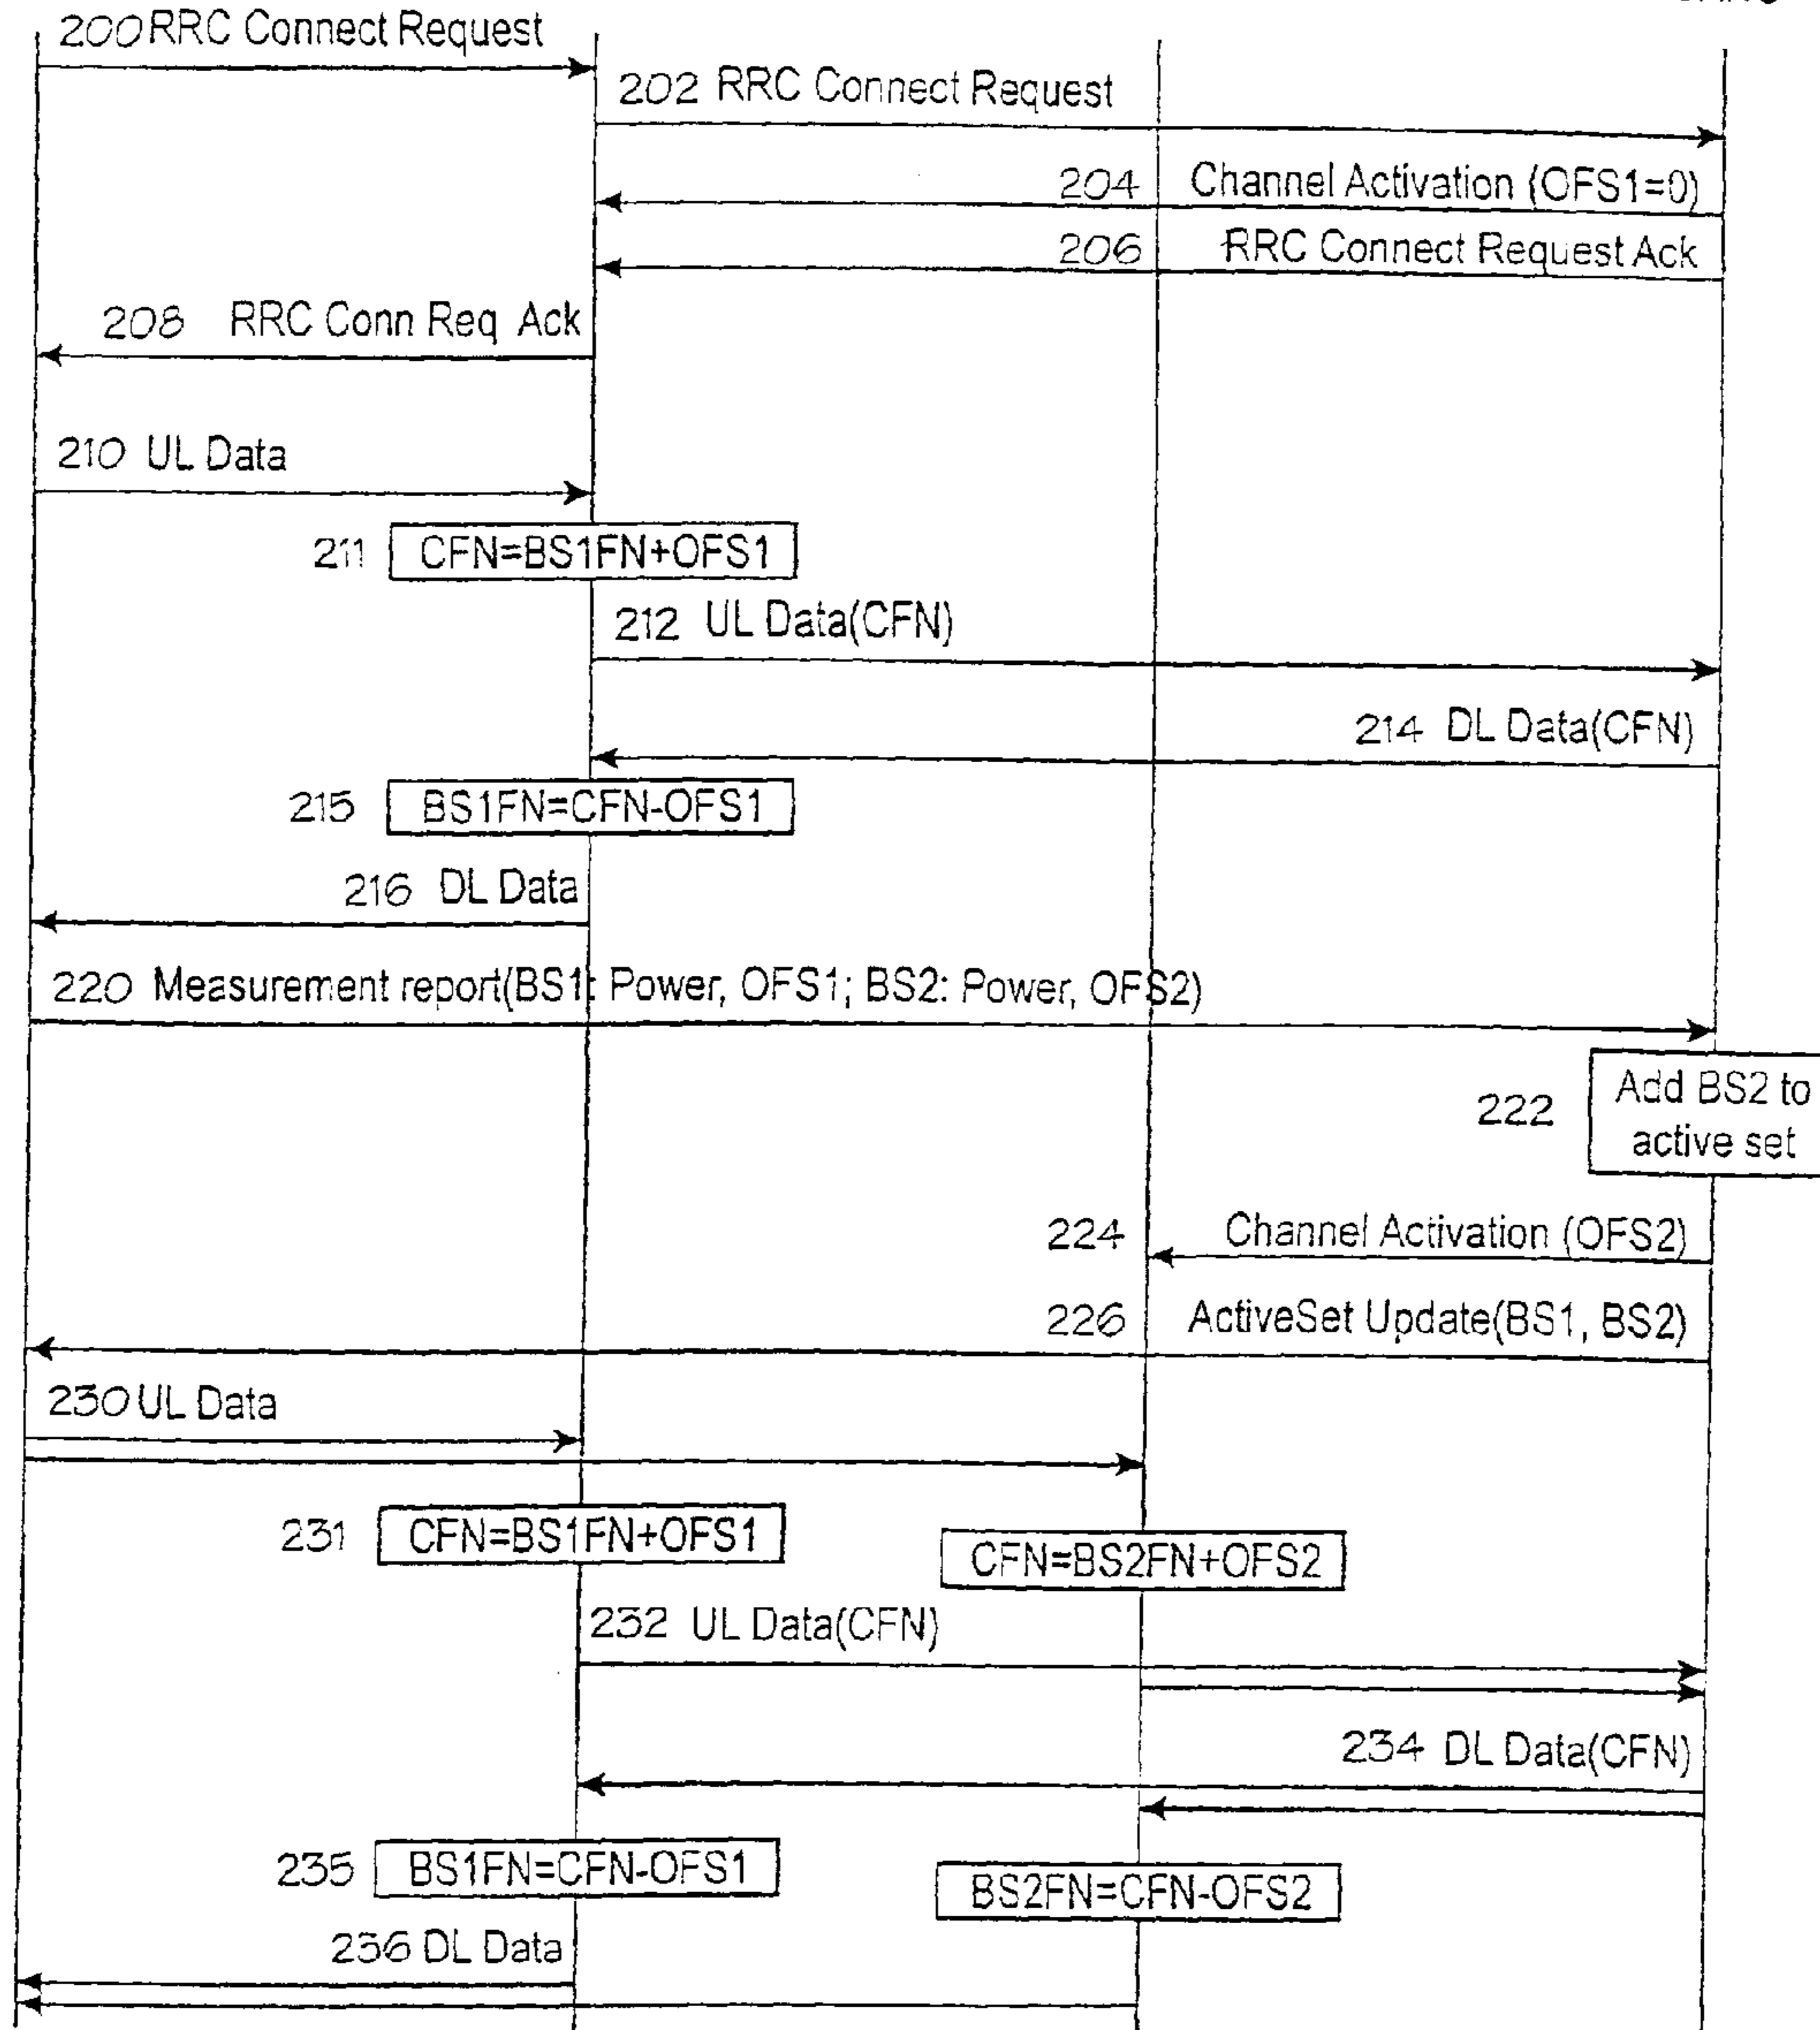 200 RRC Connect Request
202 RRC Connect Request
204 Channel Activation (OFS1=0)
206 RRC Connect Request Ack
208 RRC Conn Req Ack
210 UL Data
211 CFN=BS1FN+OFS1
212 UL Data(CFN)
214 DL Data(CFN)
215 BS1FN=CFN-OFS1
216 DL Data
220 Measurement report(BS1: Power, OFS1; BS2: Power, OFS2)
222 Add BS2 to
active set
224 Channel Activation (OFS2)
226 ActiveSet Update(BS1, BS2)
230 UL Data
231 CFN=BS1FN+OFS1
CFN=BS2FN+OFS2
232 UL Data(CFN)
234 DL Data(CFN)
235 BS1FN=CFN-OFS1
BS2FN=CFN-OFS2
236 DL Data